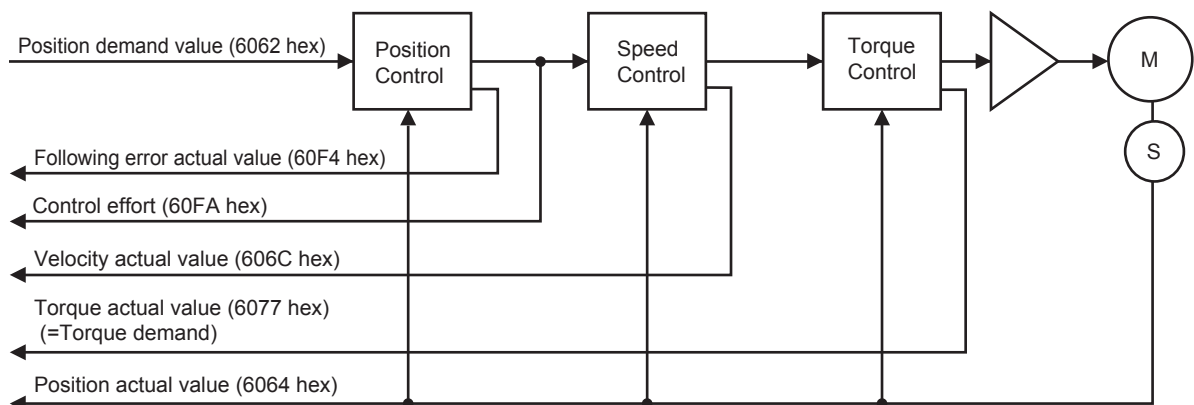 Position demand value (6062 hex)
Position
Control
Speed
Control
Torque
Control
M
S
Following error actual value (60F4 hex)
Control effort (60FA hex)
Velocity actual value (606C hex)
Torque actual value (6077 hex)
(=Torque demand)
Position actual value (6064 hex)